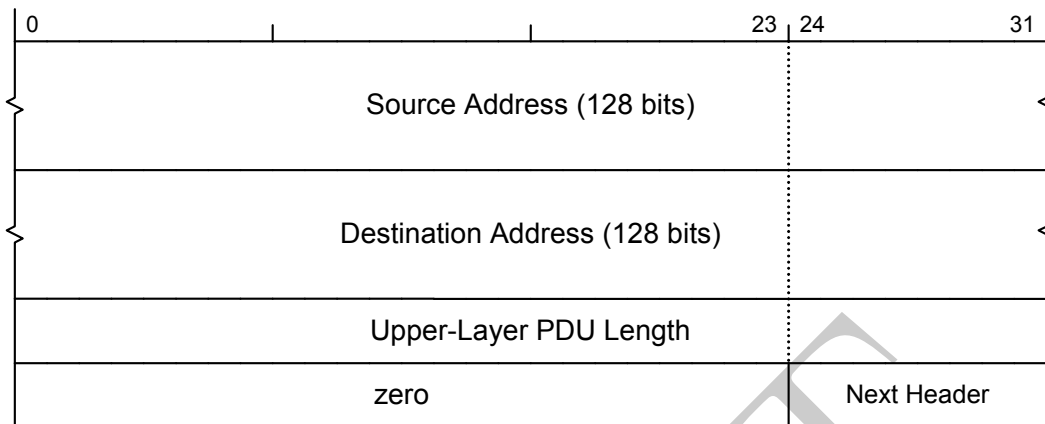 0 23 24 31
Source Address (128 bits)
Destination Address (128 bits)
Upper-Layer PDU Length
zero Next Header